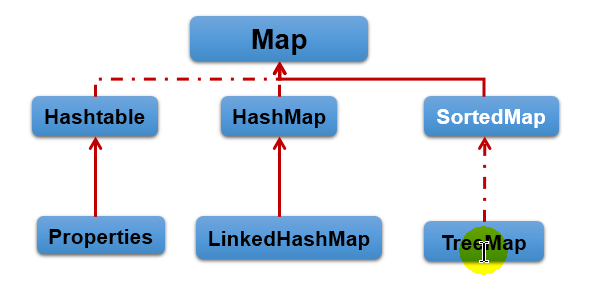 Map
Hashtable
HashMap
SortedMap
Properties
LinkedHashMap
TreeMap